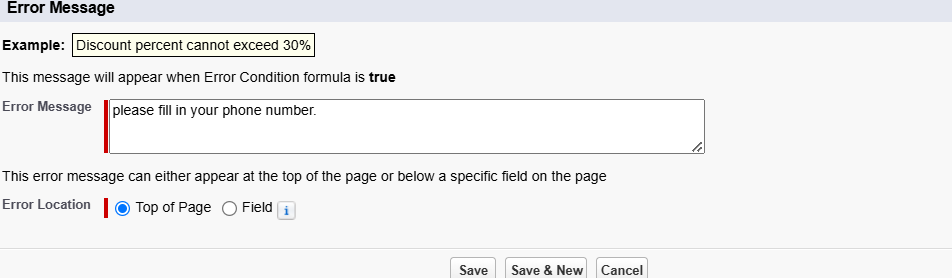 Error Message
Example: Discount percent cannot exceed 30%
This message will appear when Error Condition formula is true
Error Message please fill in your phone number.
This error message can either appear at the top of the page or below a specific field on the page
Error Location Top of Page Field i
Save Save & New Cancel